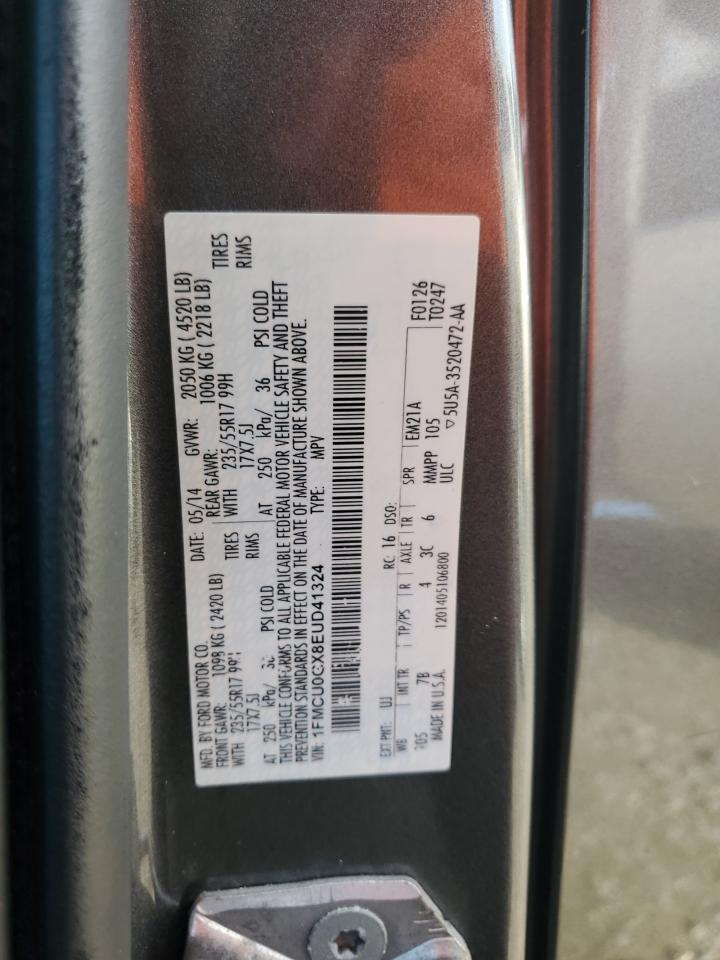 MFD. BY FORD MOTOR CO. DATE: 05/14 GVWR: 2050 KG ( 4520 LB)
FRONT GAWR: 1098 KG ( 2420 LB) REAR GAWR: 1006 KG ( 2218 LB)
WITH 235/55R17 99H TIRES WITH 235/55R17 99H TIRES
17X7.5J RIMS 17X7.5J RIMS
AT 250 kPa/ 36 PSI COLD AT 250 kPa/ 36 PSI COLD
THIS VEHICLE CONFORMS TO ALL APPLICABLE FEDERAL MOTOR VEHICLE SAFETY AND THEFT
PREVENTION STANDARDS IN EFFECT ON THE DATE OF MANUFACTURE SHOWN ABOVE.
VIN: 1FMCU0GX8EUD41324 TYPE: MPV
EXT PNT: UJ RC: 16 DSO: F0126
WB INT TR TP/PS R AXLE TR SPR EM21A T0247
105 7B 4 3C 6 MMPP 105
MADE IN U.S.A. 1201405106800 ULC ▽5U5A-3520472-AA